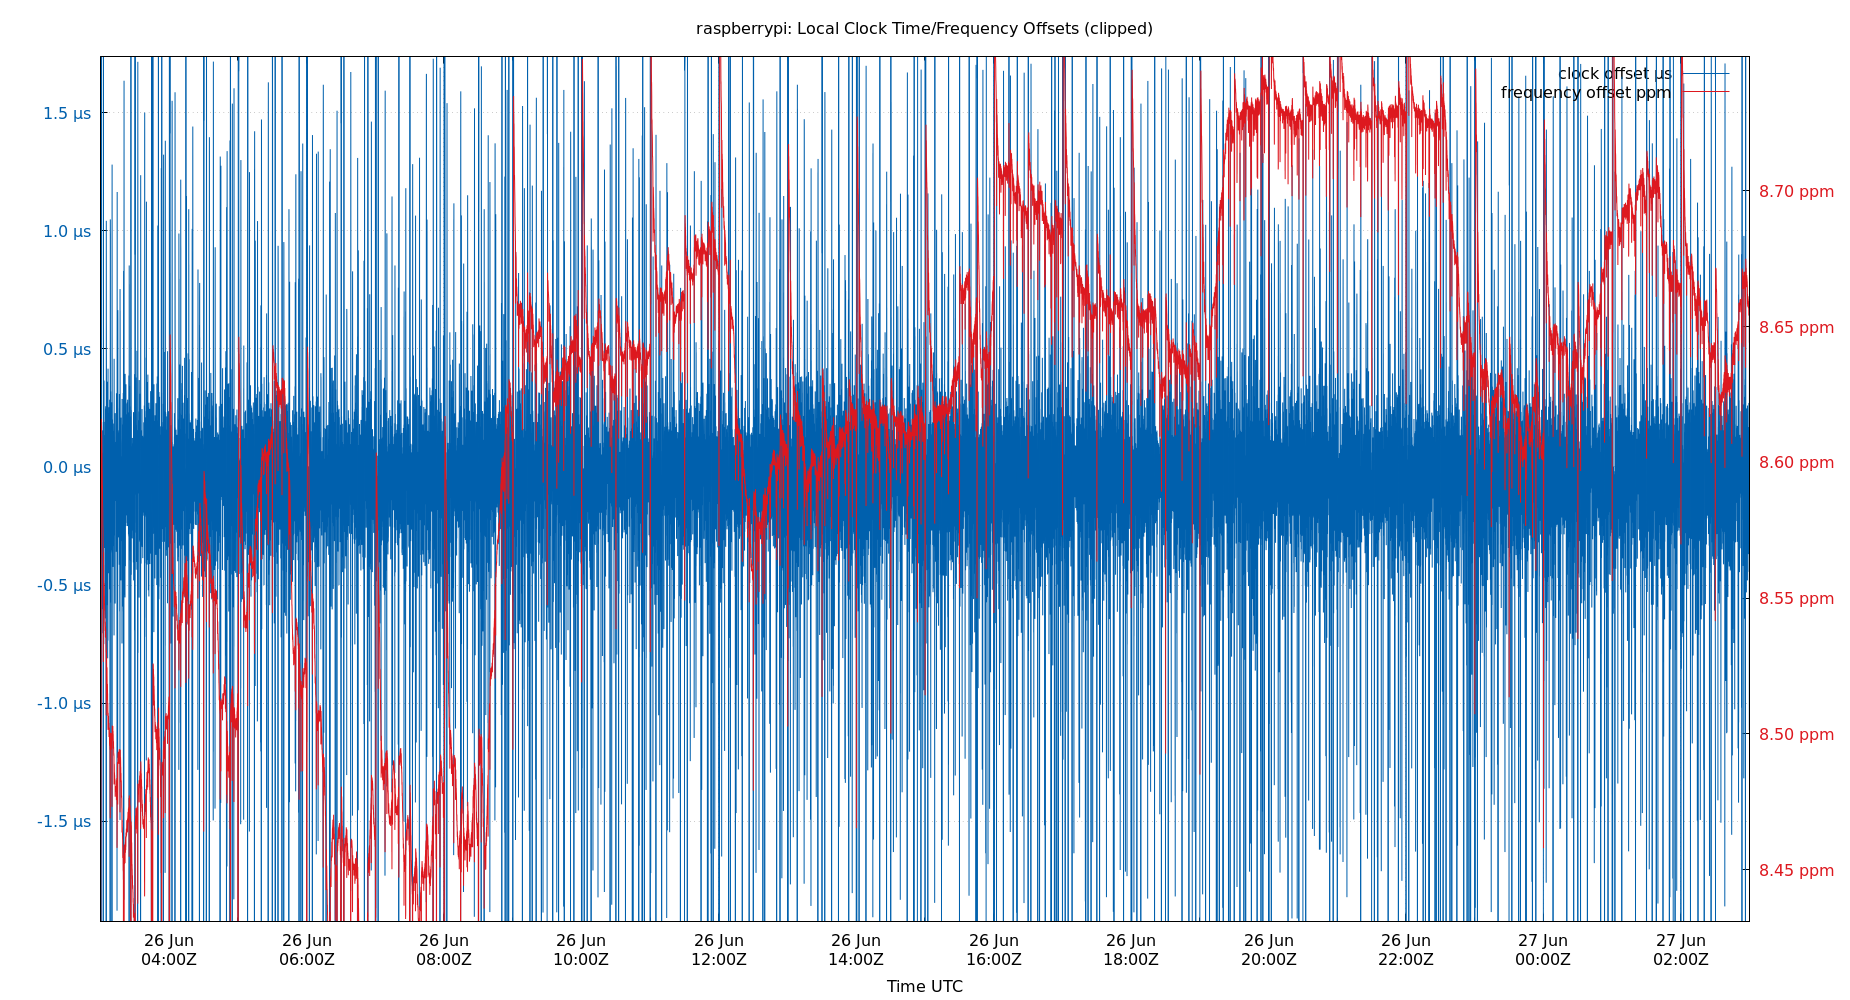 raspberrypi: Local Clock Time/Frequency Offsets (clipped)
clock offset µs
frequency offset ppm
1.5 µs
1.0 µs
0.5 µs
0.0 µs
-0.5 µs
-1.0 µs
-1.5 µs
8.70 ppm
8.65 ppm
8.60 ppm
8.55 ppm
8.50 ppm
8.45 ppm
26 Jun 26 Jun 26 Jun 26 Jun 26 Jun 26 Jun 26 Jun 26 Jun 26 Jun 26 Jun 27 Jun 27 Jun
04:00Z 06:00Z 08:00Z 10:00Z 12:00Z 14:00Z 16:00Z 18:00Z 20:00Z 22:00Z 00:00Z 02:00Z
Time UTC